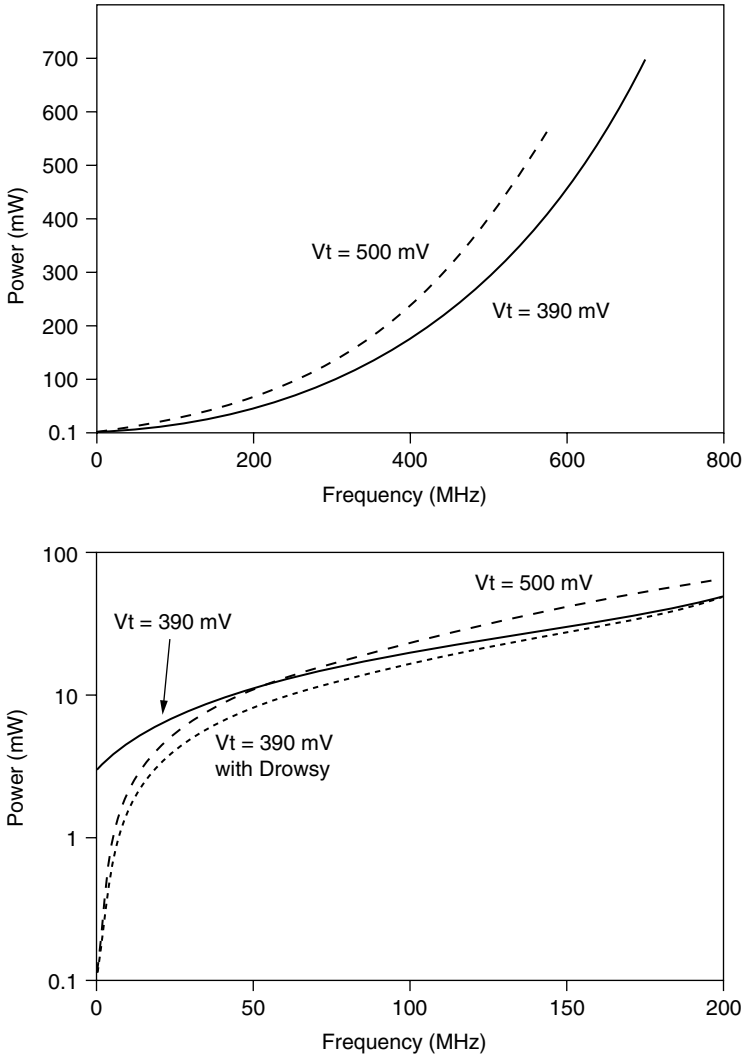 700
600
500
400
300
200
100
0.1
Power (mW)
Vt = 500 mV
Vt = 390 mV
0 200 400 600 800
Frequency (MHz)
100
10
1
0.1
Power (mW)
Vt = 500 mV
Vt = 390 mV
Vt = 390 mV
with Drowsy
0 50 100 150 200
Frequency (MHz)